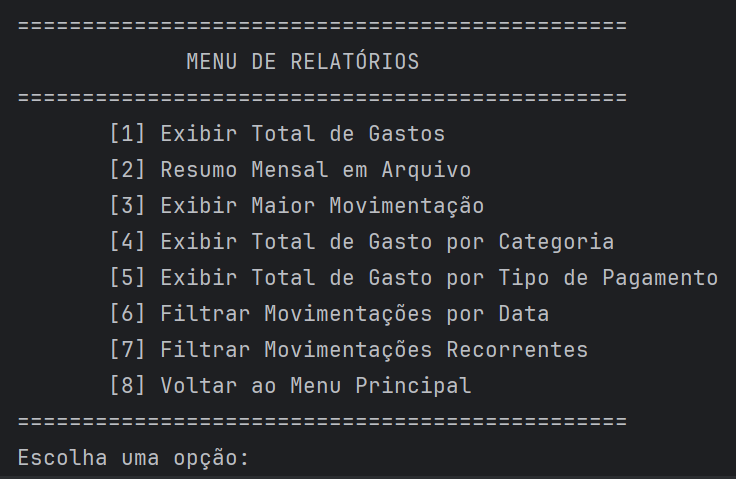 ===============================================
MENU DE RELATÓRIOS
===============================================
[1] Exibir Total de Gastos
[2] Resumo Mensal em Arquivo
[3] Exibir Maior Movimentação
[4] Exibir Total de Gasto por Categoria
[5] Exibir Total de Gasto por Tipo de Pagamento
[6] Filtrar Movimentações por Data
[7] Filtrar Movimentações Recorrentes
[8] Voltar ao Menu Principal
===============================================
Escolha uma opção: